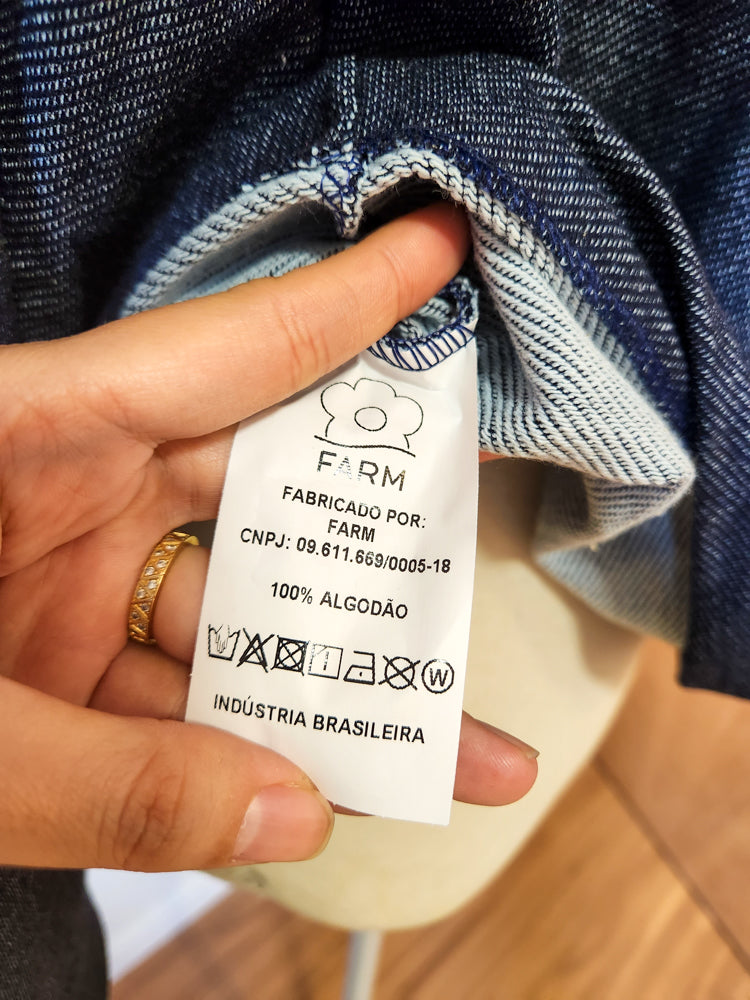 FARM
FABRICADO POR:
FARM
CNPJ: 09.611.669/0005-18
100% ALGODÃO
W
INDÚSTRIA BRASILEIRA